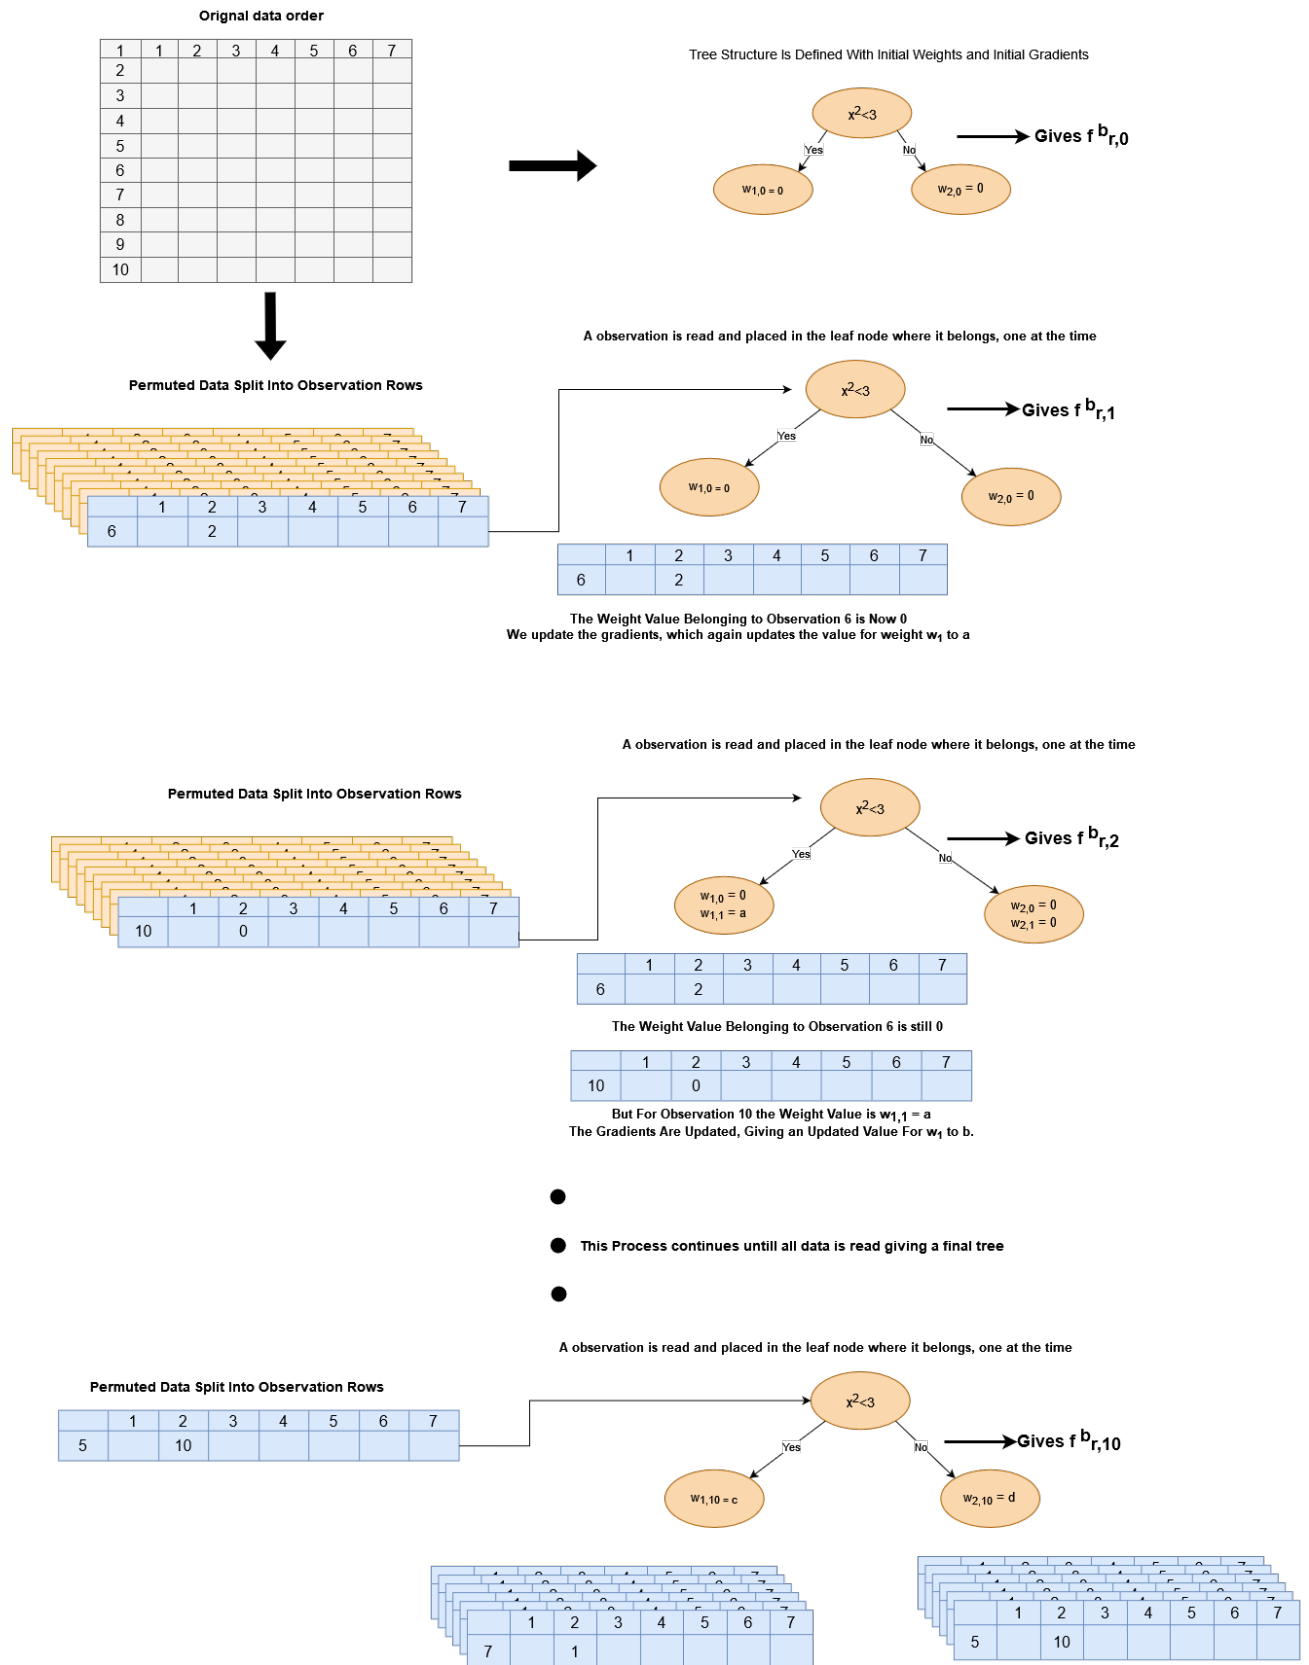 Orignal data order
1 1 2 3 4 5 6 7
2
3
4
5
6
7
8
9
10
Tree Structure Is Defined With Initial Weights and Initial Gradients
x2<3
Yes No
w1,0 = 0
w2,0 = 0
Gives f br,0
Permuted Data Split Into Observation Rows
1 2 3 4 5 6 7
6 2
A observation is read and placed in the leaf node where it belongs, one at the time
x2<3
Yes No
w1,0 = 0
w2,0 = 0
Gives f br,1
1 2 3 4 5 6 7
6 2
The Weight Value Belonging to Observation 6 is Now 0
We update the gradients, which again updates the value for weight w1 to a
A observation is read and placed in the leaf node where it belongs, one at the time
Permuted Data Split Into Observation Rows
1 2 3 4 5 6 7
10 0
x2<3
Yes No
w1,0 = 0
w1,1 = a
w2,0 = 0
w2,1 = 0
Gives f br,2
1 2 3 4 5 6 7
6 2
The Weight Value Belonging to Observation 6 is still 0
1 2 3 4 5 6 7
10 0
But For Observation 10 the Weight Value is w1,1 = a
The Gradients Are Updated, Giving an Updated Value For w1 to b.
This Process continues untill all data is read giving a final tree
A observation is read and placed in the leaf node where it belongs, one at the time
Permuted Data Split Into Observation Rows
1 2 3 4 5 6 7
5 10
x2<3
Yes No
w1,10 = c
w2,10 = d
Gives f br,10
1 2 3 4 5 6 7
7 1
1 2 3 4 5 6 7
5 10